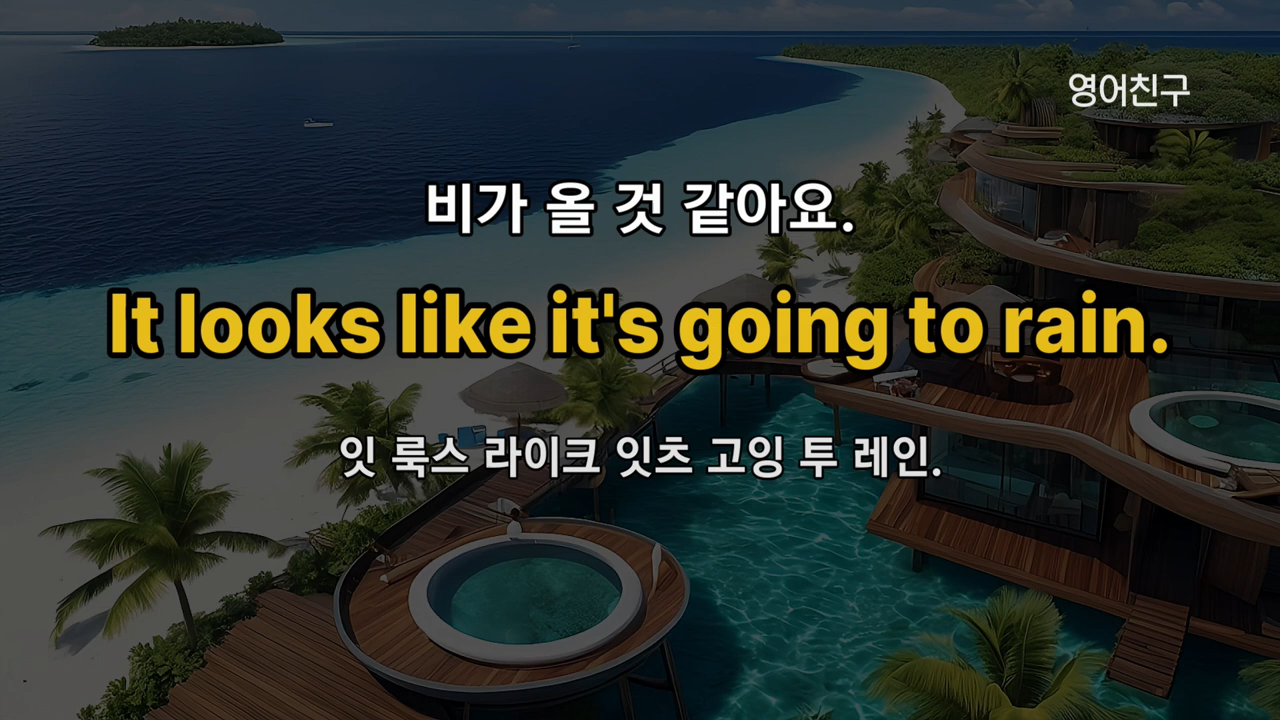 영어친구
비가 올 것 같아요.
It looks like it's going to rain.
잇 룩스 라이크 잇츠 고잉 투 레인.